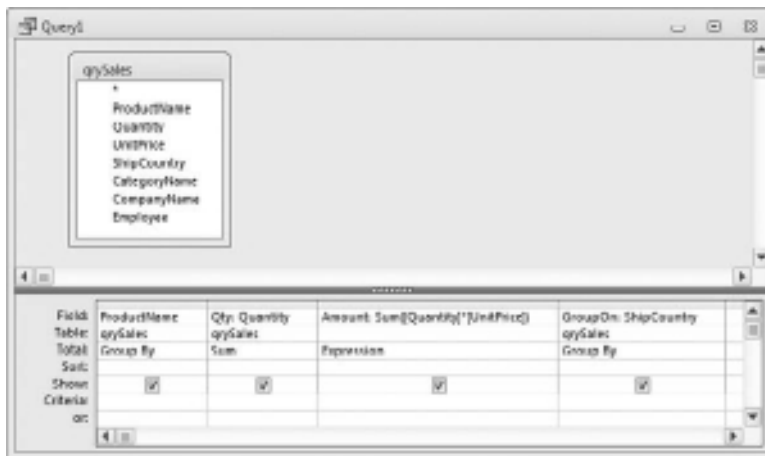 Query1
qrySales
*
ProductName
Quantity
UnitPrice
ShipCountry
CategoryName
CompanyName
Employee
Field: ProductName Qty: Quantity Amount: Sum([Quantity]*[UnitPrice]) GroupOn: ShipCountry
Table: qrySales qrySales qrySales
Total: Group By Sum Expression Group By
Sort:
Show:
Criteria:
or: